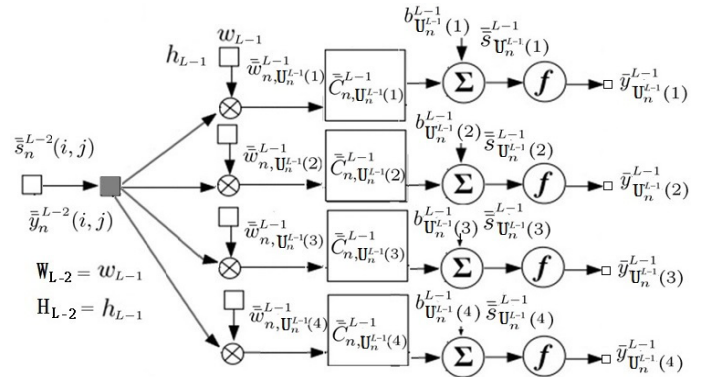 w_{L-1} b^{L-1}_{U_n^{L-1}(1)} \bar{\bar{s}}^{L-1}_{U_n^{L-1}(1)}
h_{L-1} \bar{\bar{w}}^{L-1}_{n,U_n^{L-1}(1)} \bar{\bar{C}}^{L-1}_{n,U_n^{L-1}(1)} Σ f \bar{y}^{L-1}_{U_n^{L-1}(1)}
⊗
b^{L-1}_{U_n^{L-1}(2)} \bar{\bar{s}}^{L-1}_{U_n^{L-1}(2)}
\bar{\bar{s}}_n^{L-2}(i, j) \bar{\bar{w}}^{L-1}_{n,U_n^{L-1}(2)} \bar{\bar{C}}^{L-1}_{n,U_n^{L-1}(2)} Σ f \bar{y}^{L-1}_{U_n^{L-1}(2)}
⊗
\bar{\bar{y}}_n^{L-2}(i, j) b^{L-1}_{U_n^{L-1}(3)} \bar{\bar{s}}^{L-1}_{U_n^{L-1}(3)}
\bar{\bar{w}}^{L-1}_{n,U_n^{L-1}(3)} \bar{\bar{C}}^{L-1}_{n,U_n^{L-1}(3)} Σ f \bar{y}^{L-1}_{U_n^{L-1}(3)}
⊗
W_{L-2} = w_{L-1}
H_{L-2} = h_{L-1} b^{L-1}_{U_n^{L-1}(4)} \bar{\bar{s}}^{L-1}_{U_n^{L-1}(4)}
\bar{\bar{w}}^{L-1}_{n,U_n^{L-1}(4)} \bar{\bar{C}}^{L-1}_{n,U_n^{L-1}(4)} Σ f \bar{y}^{L-1}_{U_n^{L-1}(4)}
⊗